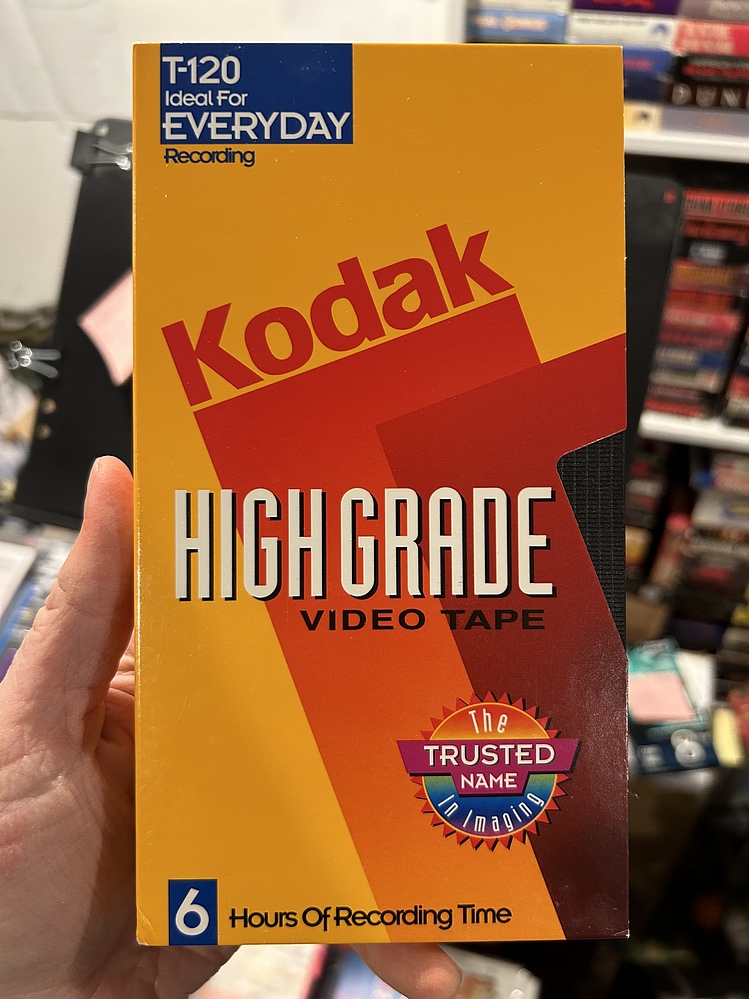 T-120
Ideal For
EVERYDAY
Recording
Kodak
HIGH GRADE
VIDEO TAPE
The
TRUSTED
NAME
In Imaging
6 Hours Of Recording Time